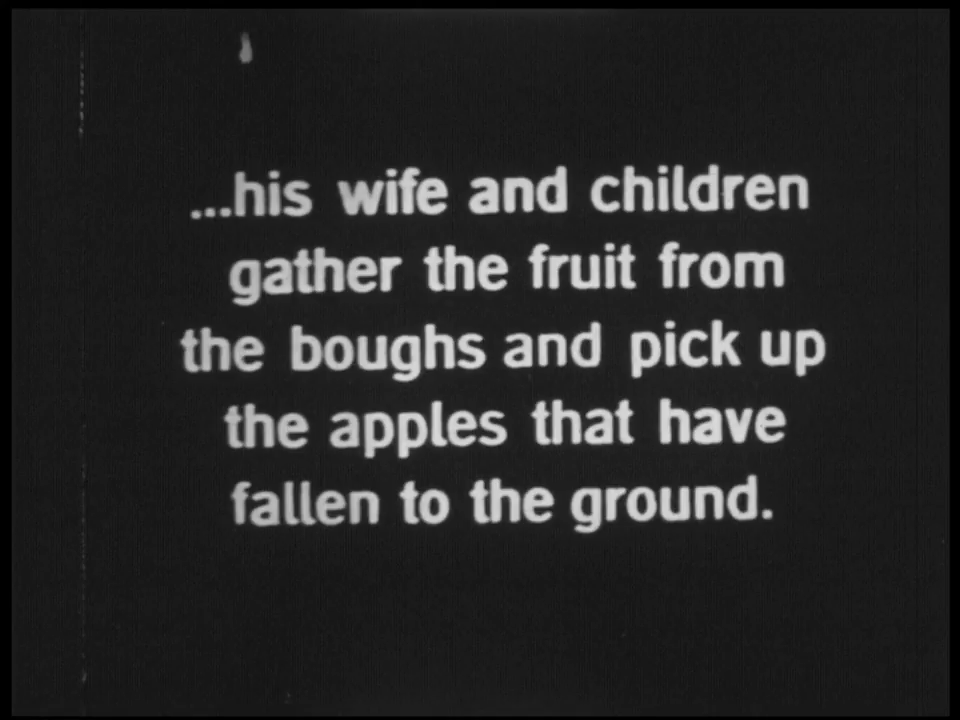 ...his wife and children
gather the fruit from
the boughs and pick up
the apples that have
fallen to the ground.